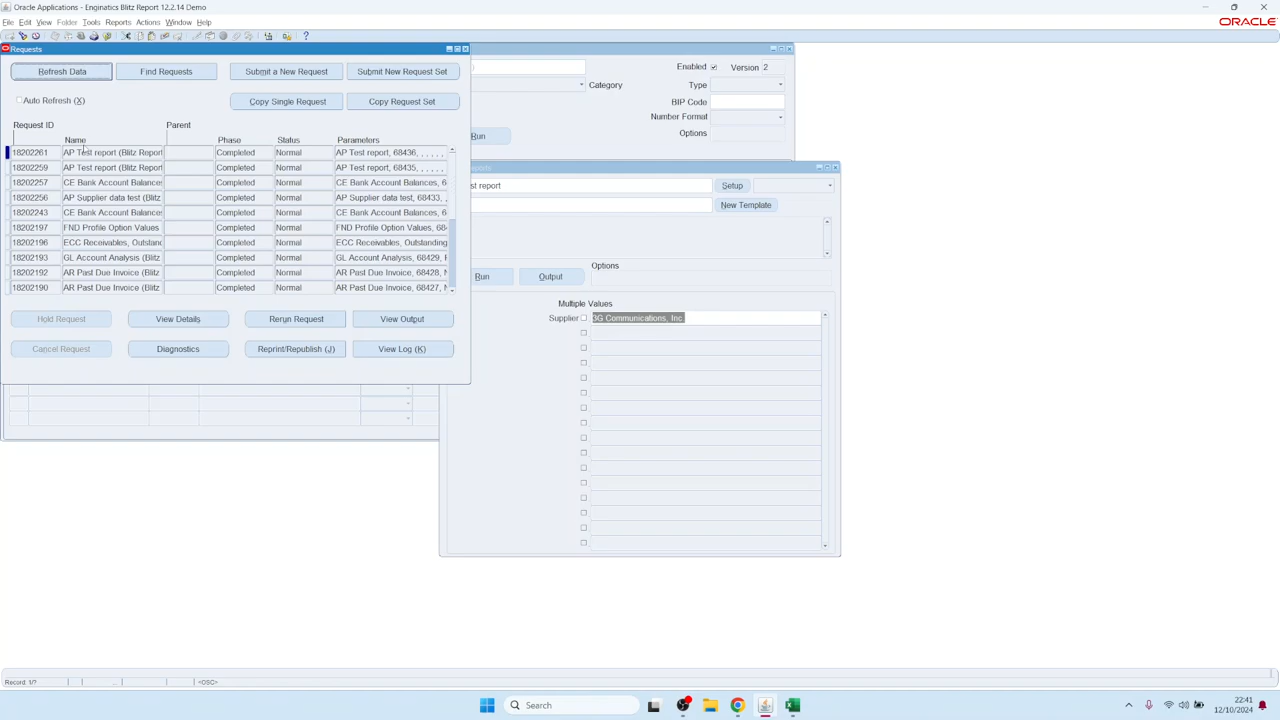 Oracle Applications - Enginatics Blitz Report 12.2.14 Demo
File Edit View Folder Tools Reports Actions Window Help
ORACLE
Requests
Refresh Data Find Requests Submit a New Request Submit New Request Set
Auto Refresh (X) Copy Single Request Copy Request Set
Request ID Parent
Name Phase Status Parameters
18202261 AP Test report (Blitz Report Completed Normal AP Test report, 68436, , , , , ,
18202259 AP Test report (Blitz Report Completed Normal AP Test report, 68435, , , , , ,
18202257 CE Bank Account Balances Completed Normal CE Bank Account Balances, 6
18202256 AP Supplier data test (Blitz Completed Normal AP Supplier data test, 68433, ,
18202243 CE Bank Account Balances Completed Normal CE Bank Account Balances, 6
18202197 FND Profile Option Values Completed Normal FND Profile Option Values, 68
18202196 ECC Receivables, Outstand Completed Normal ECC Receivables, Outstanding
18202193 GL Account Analysis (Blitz Completed Normal GL Account Analysis, 68429,
18202192 AR Past Due Invoice (Blitz Completed Normal AR Past Due Invoice, 68428, N
18202190 AR Past Due Invoice (Blitz Completed Normal AR Past Due Invoice, 68427, N
Hold Request View Details Rerun Request View Output
Cancel Request Diagnostics Reprint/Republish (J) View Log (K)
Enabled Version 2
Category Type
BIP Code
Number Format
Run Options
st report Setup
New Template
Options
Run Output
Multiple Values
Supplier 3G Communications, Inc.
Record: 1/? ... <OSC>
Search
22:41
12/10/2024